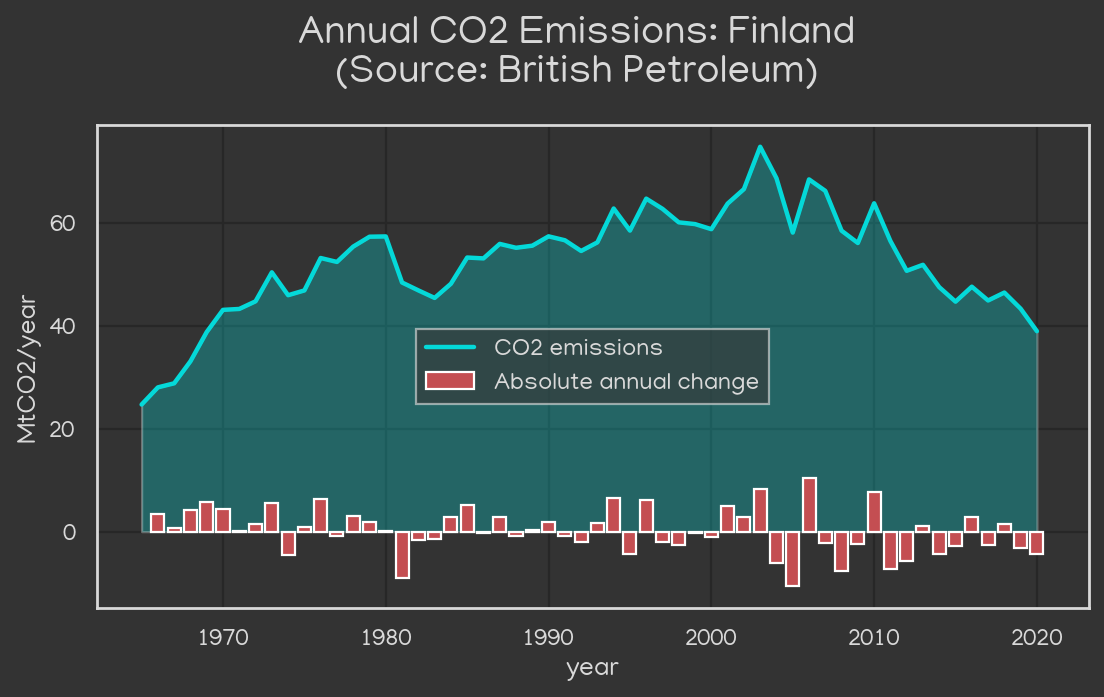 Annual CO2 Emissions: Finland
(Source: British Petroleum)
MtCO2/year
60
40
20
0
CO2 emissions
Absolute annual change
1970
1980
1990
2000
2010
2020
year